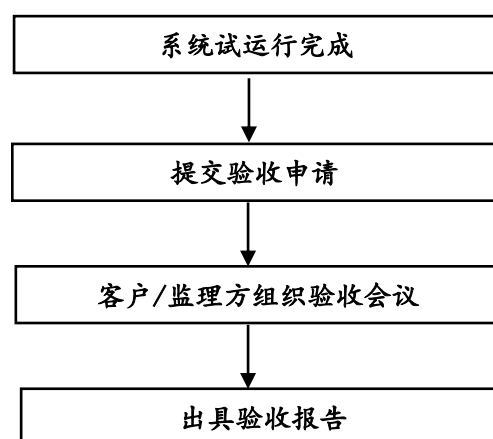 系统试运行完成
提交验收申请
客户/监理方组织验收会议
出具验收报告